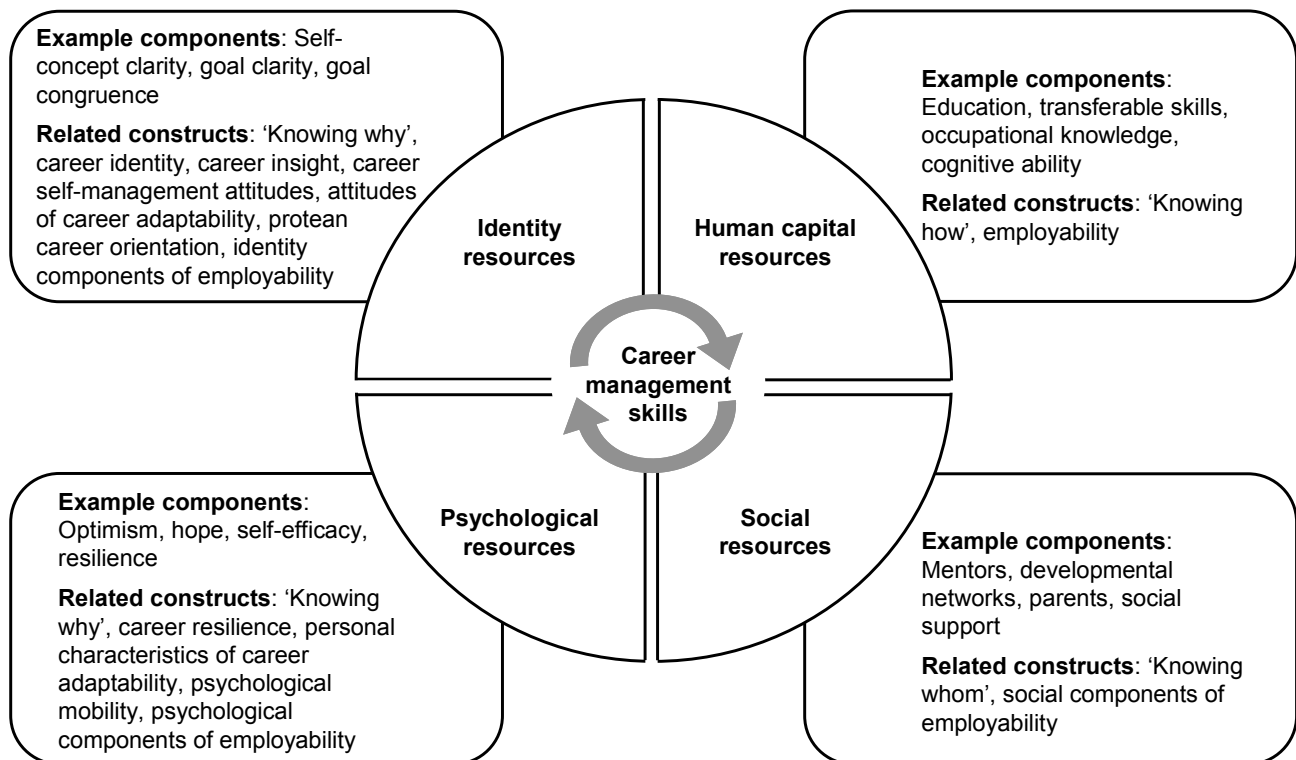 Example components: Self-
concept clarity, goal clarity, goal
congruence
Related constructs: ‘Knowing why’,
career identity, career insight, career
self-management attitudes, attitudes
of career adaptability, protean
career orientation, identity
components of employability
Example components:
Education, transferable skills,
occupational knowledge,
cognitive ability
Related constructs: ‘Knowing
how’, employability
Identity
resources
Human capital
resources
Career
management
skills
Psychological
resources
Social
resources
Example components:
Optimism, hope, self-efficacy,
resilience
Related constructs: ‘Knowing
why’, career resilience, personal
characteristics of career
adaptability, psychological
mobility, psychological
components of employability
Example components:
Mentors, developmental
networks, parents, social
support
Related constructs: ‘Knowing
whom’, social components of
employability